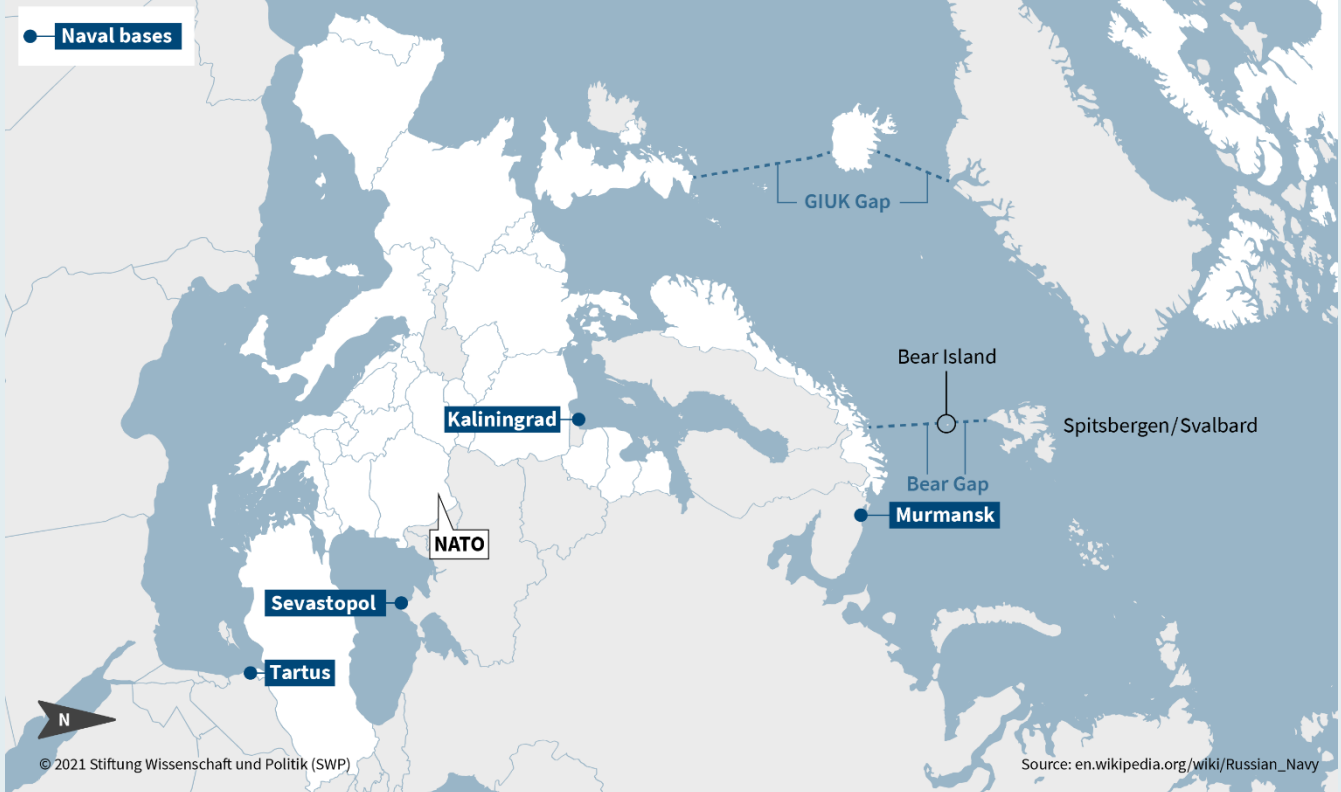 Naval bases
GIUK Gap
Bear Island
Kaliningrad
Spitsbergen/Svalbard
Bear Gap
Murmansk
NATO
Sevastopol
Tartus
N
© 2021 Stiftung Wissenschaft und Politik (SWP)
Source: en.wikipedia.org/wiki/Russian_Navy